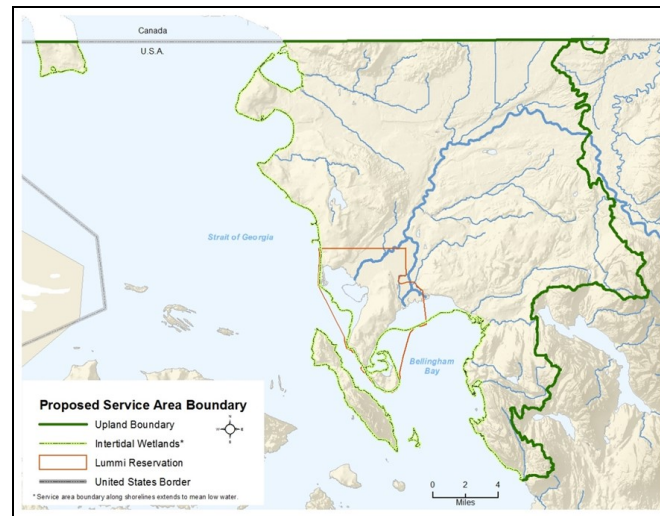 Canada
U.S.A.
Strait of Georgia
Bellingham
Bay
Proposed Service Area Boundary
Upland Boundary
Intertidal Wetlands*
Lummi Reservation
United States Border
* Service area boundary along shorelines extends to mean low water.
0 2 4
Miles